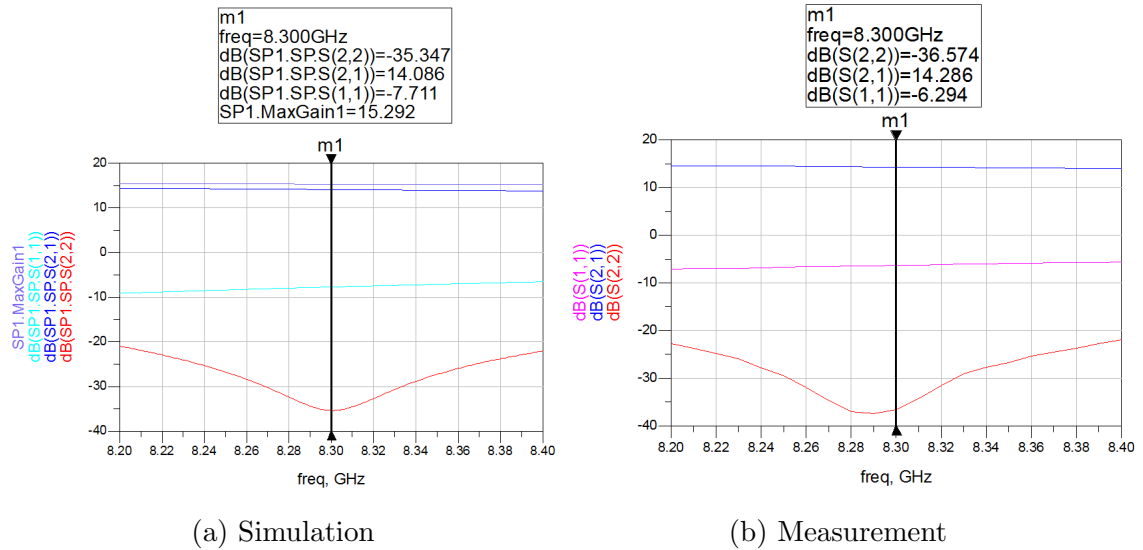 m1
freq=8.300GHz
dB(SP1.SP.S(2,2))=-35.347
dB(SP1.SP.S(2,1))=14.086
dB(SP1.SP.S(1,1))=-7.711
SP1.MaxGain1=15.292
m1
20
10
0
-10
-20
-30
-40
8.20
8.22
8.24
8.26
8.28
8.30
8.32
8.34
8.36
8.38
8.40
freq, GHz
SP1.MaxGain1
dB(SP1.SP.S(1,1))
dB(SP1.SP.S(2,1))
dB(SP1.SP.S(2,2))
(a) Simulation
m1
freq=8.300GHz
dB(S(2,2))=-36.574
dB(S(2,1))=14.286
dB(S(1,1))=-6.294
m1
20
10
0
-10
-20
-30
-40
8.20
8.22
8.24
8.26
8.28
8.30
8.32
8.34
8.36
8.38
8.40
freq, GHz
dB(S(1,1))
dB(S(2,1))
dB(S(2,2))
(b) Measurement